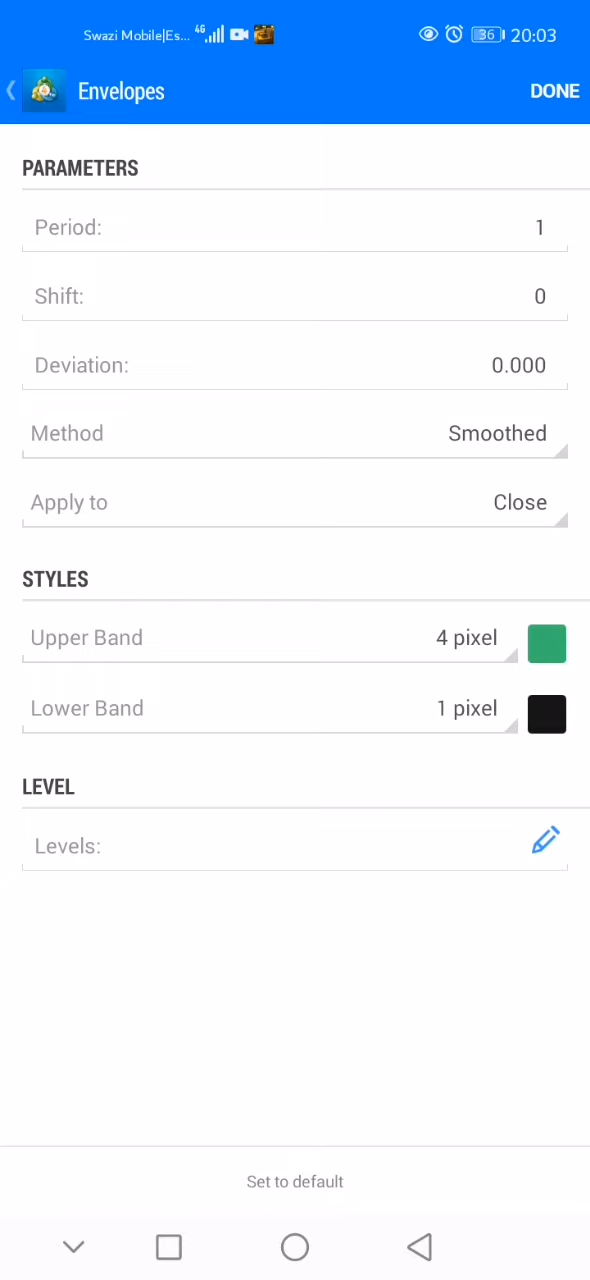 Swazi Mobile|Es... 4G 36 20:03
Envelopes DONE
PARAMETERS
Period: 1
Shift: 0
Deviation: 0.000
Method Smoothed
Apply to Close
STYLES
Upper Band 4 pixel
Lower Band 1 pixel
LEVEL
Levels:
Set to default